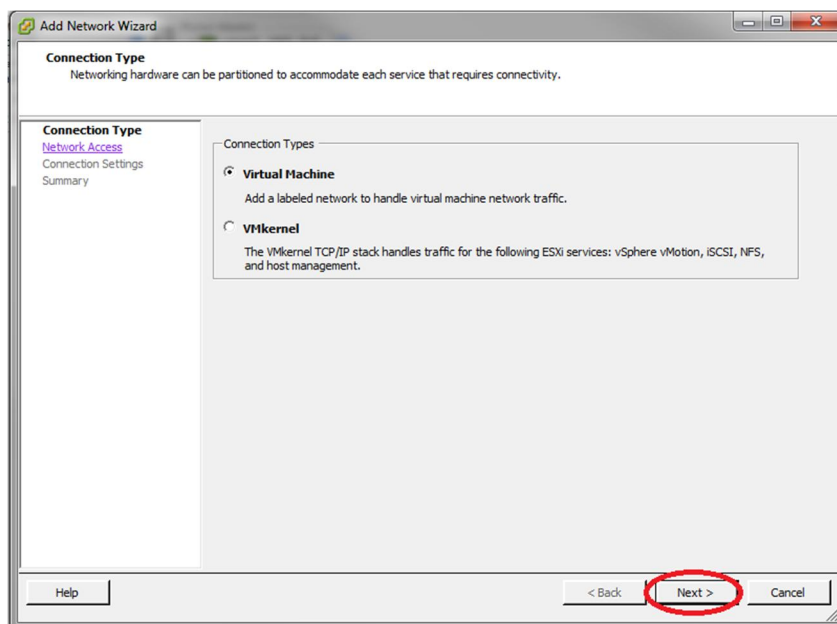 Add Network Wizard
Connection Type
Networking hardware can be partitioned to accommodate each service that requires connectivity.
Connection Type
Network Access
Connection Settings
Summary
Connection Types
Virtual Machine
Add a labeled network to handle virtual machine network traffic.
VMkernel
The VMkernel TCP/IP stack handles traffic for the following ESXi services: vSphere vMotion, iSCSI, NFS,
and host management.
Help
< Back
Next >
Cancel